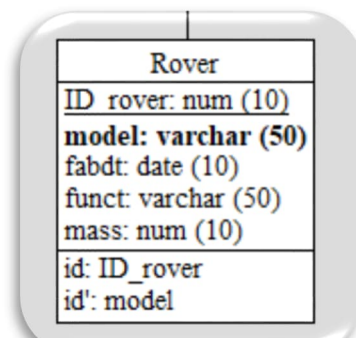 Rover
ID_rover: num (10)
model: varchar (50)
fabdt: date (10)
funct: varchar (50)
mass: num (10)
id: ID_rover
id': model